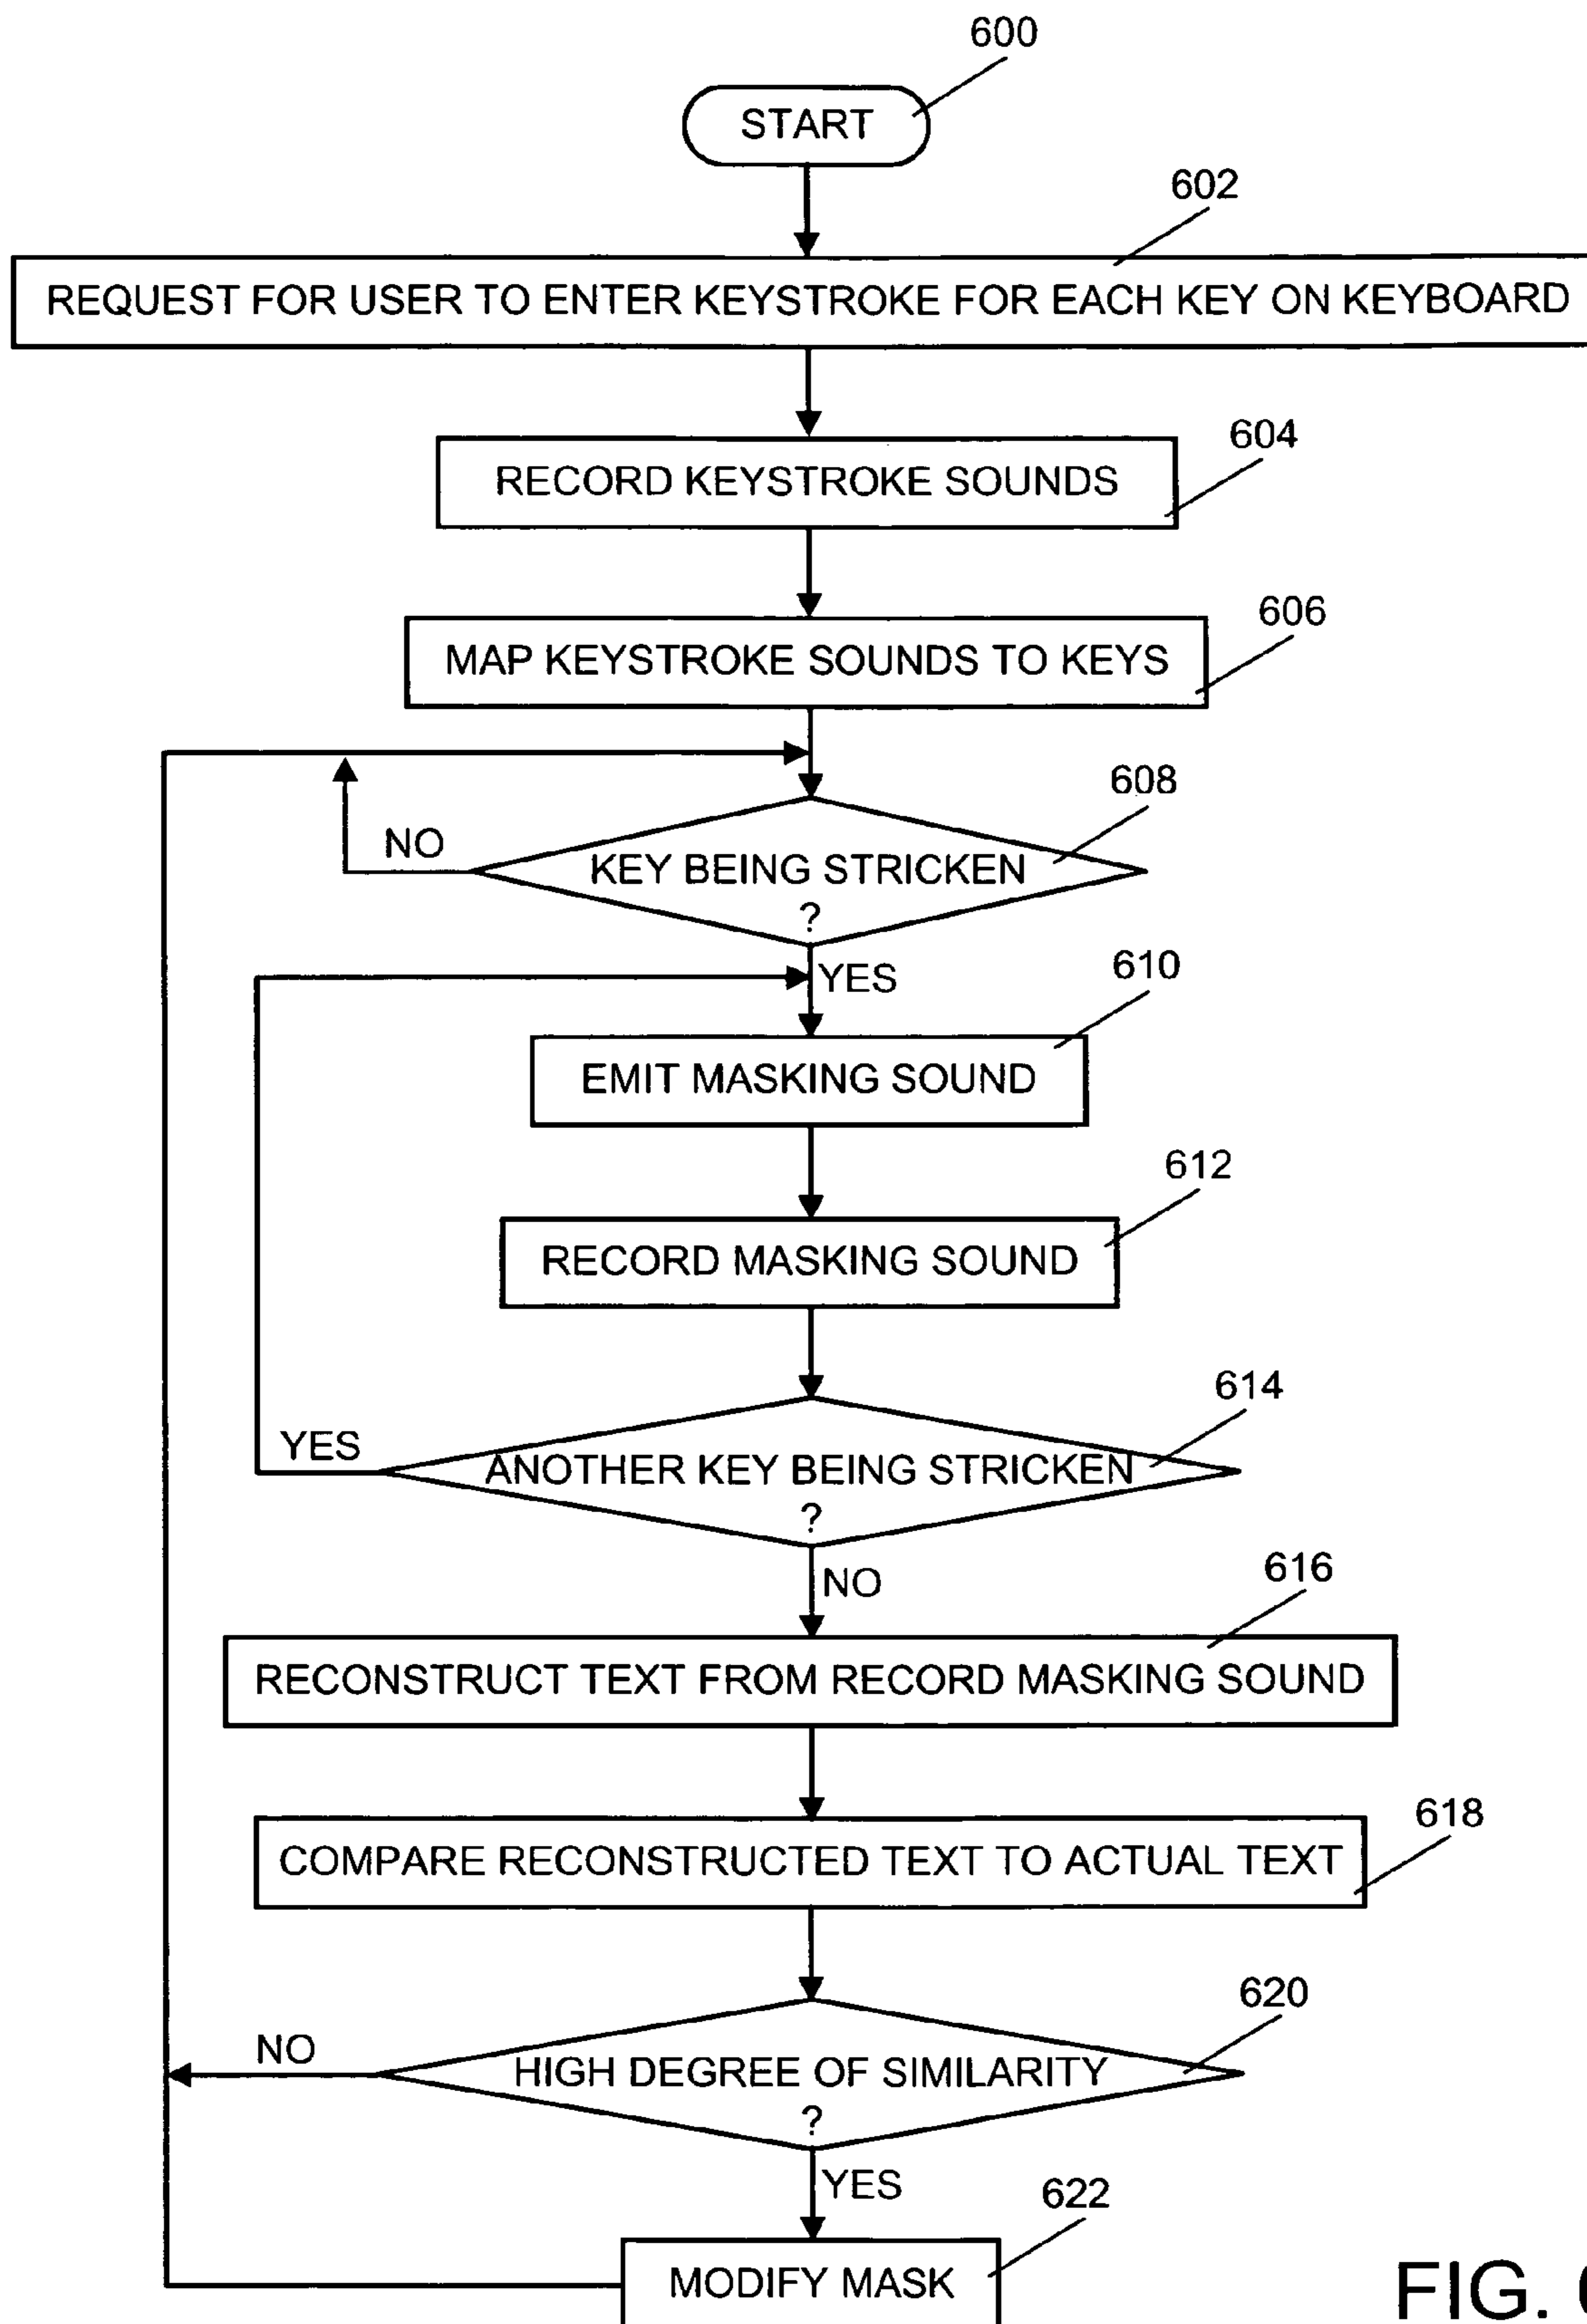 600
START
602
REQUEST FOR USER TO ENTER KEYSTROKE FOR EACH KEY ON KEYBOARD
604
RECORD KEYSTROKE SOUNDS
606
MAP KEYSTROKE SOUNDS TO KEYS
608
NO
KEY BEING STRICKEN
?
YES
610
EMIT MASKING SOUND
612
RECORD MASKING SOUND
614
YES
ANOTHER KEY BEING STRICKEN
?
NO
616
RECONSTRUCT TEXT FROM RECORD MASKING SOUND
618
COMPARE RECONSTRUCTED TEXT TO ACTUAL TEXT
620
NO
HIGH DEGREE OF SIMILARITY
?
YES
622
MODIFY MASK
FIG.